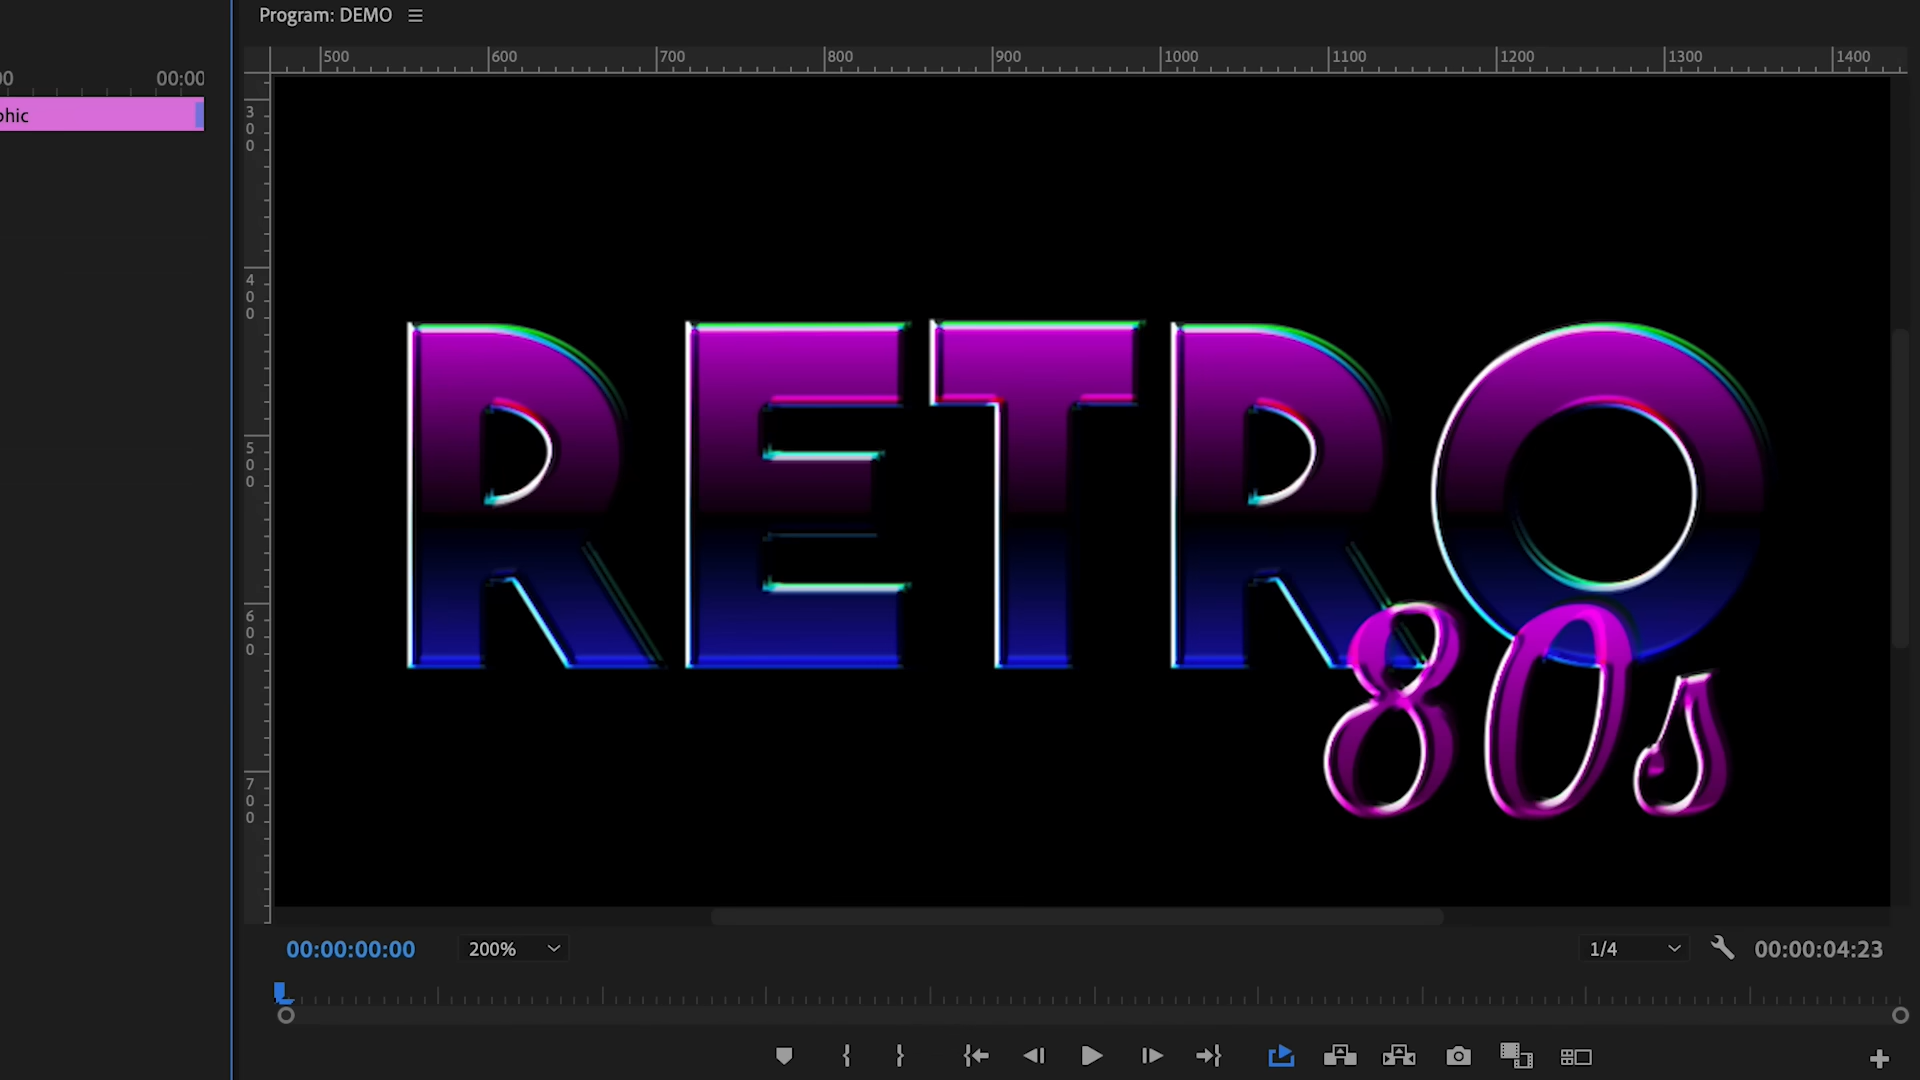 Program: DEMO
500 600 700 800 900 1000 1100 1200 1300 1400
00:00
phic
300
400
500
600
700
RETRO
80s
00:00:00:00 200% 1/4 00:00:04:23